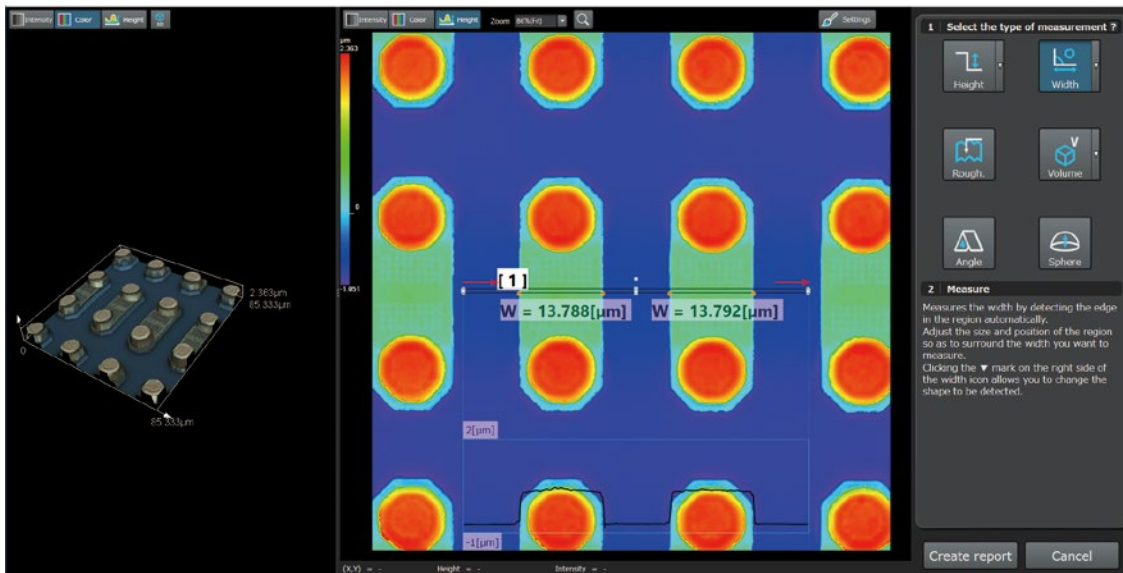 Intensity
Color
Height
3D
2.363µm
85.333µm
0
85.333µm
Intensity
Color
Height
Zoom
86%(Fit)
Settings
µm
2.363
0
-1.051
[ 1 ]
W = 13.788[µm]
W = 13.792[µm]
2[µm]
-1[µm]
(X,Y) = -
Height = -
Intensity = -
1 Select the type of measurement ?
Height
Width
Rough.
V
Volume
Angle
Sphere
2 Measure
Measures the width by detecting the edge
in the region automatically.
Adjust the size and position of the region
so as to surround the width you want to
measure.
Clicking the ▼ mark on the right side of
the width icon allows you to change the
shape to be detected.
Create report
Cancel